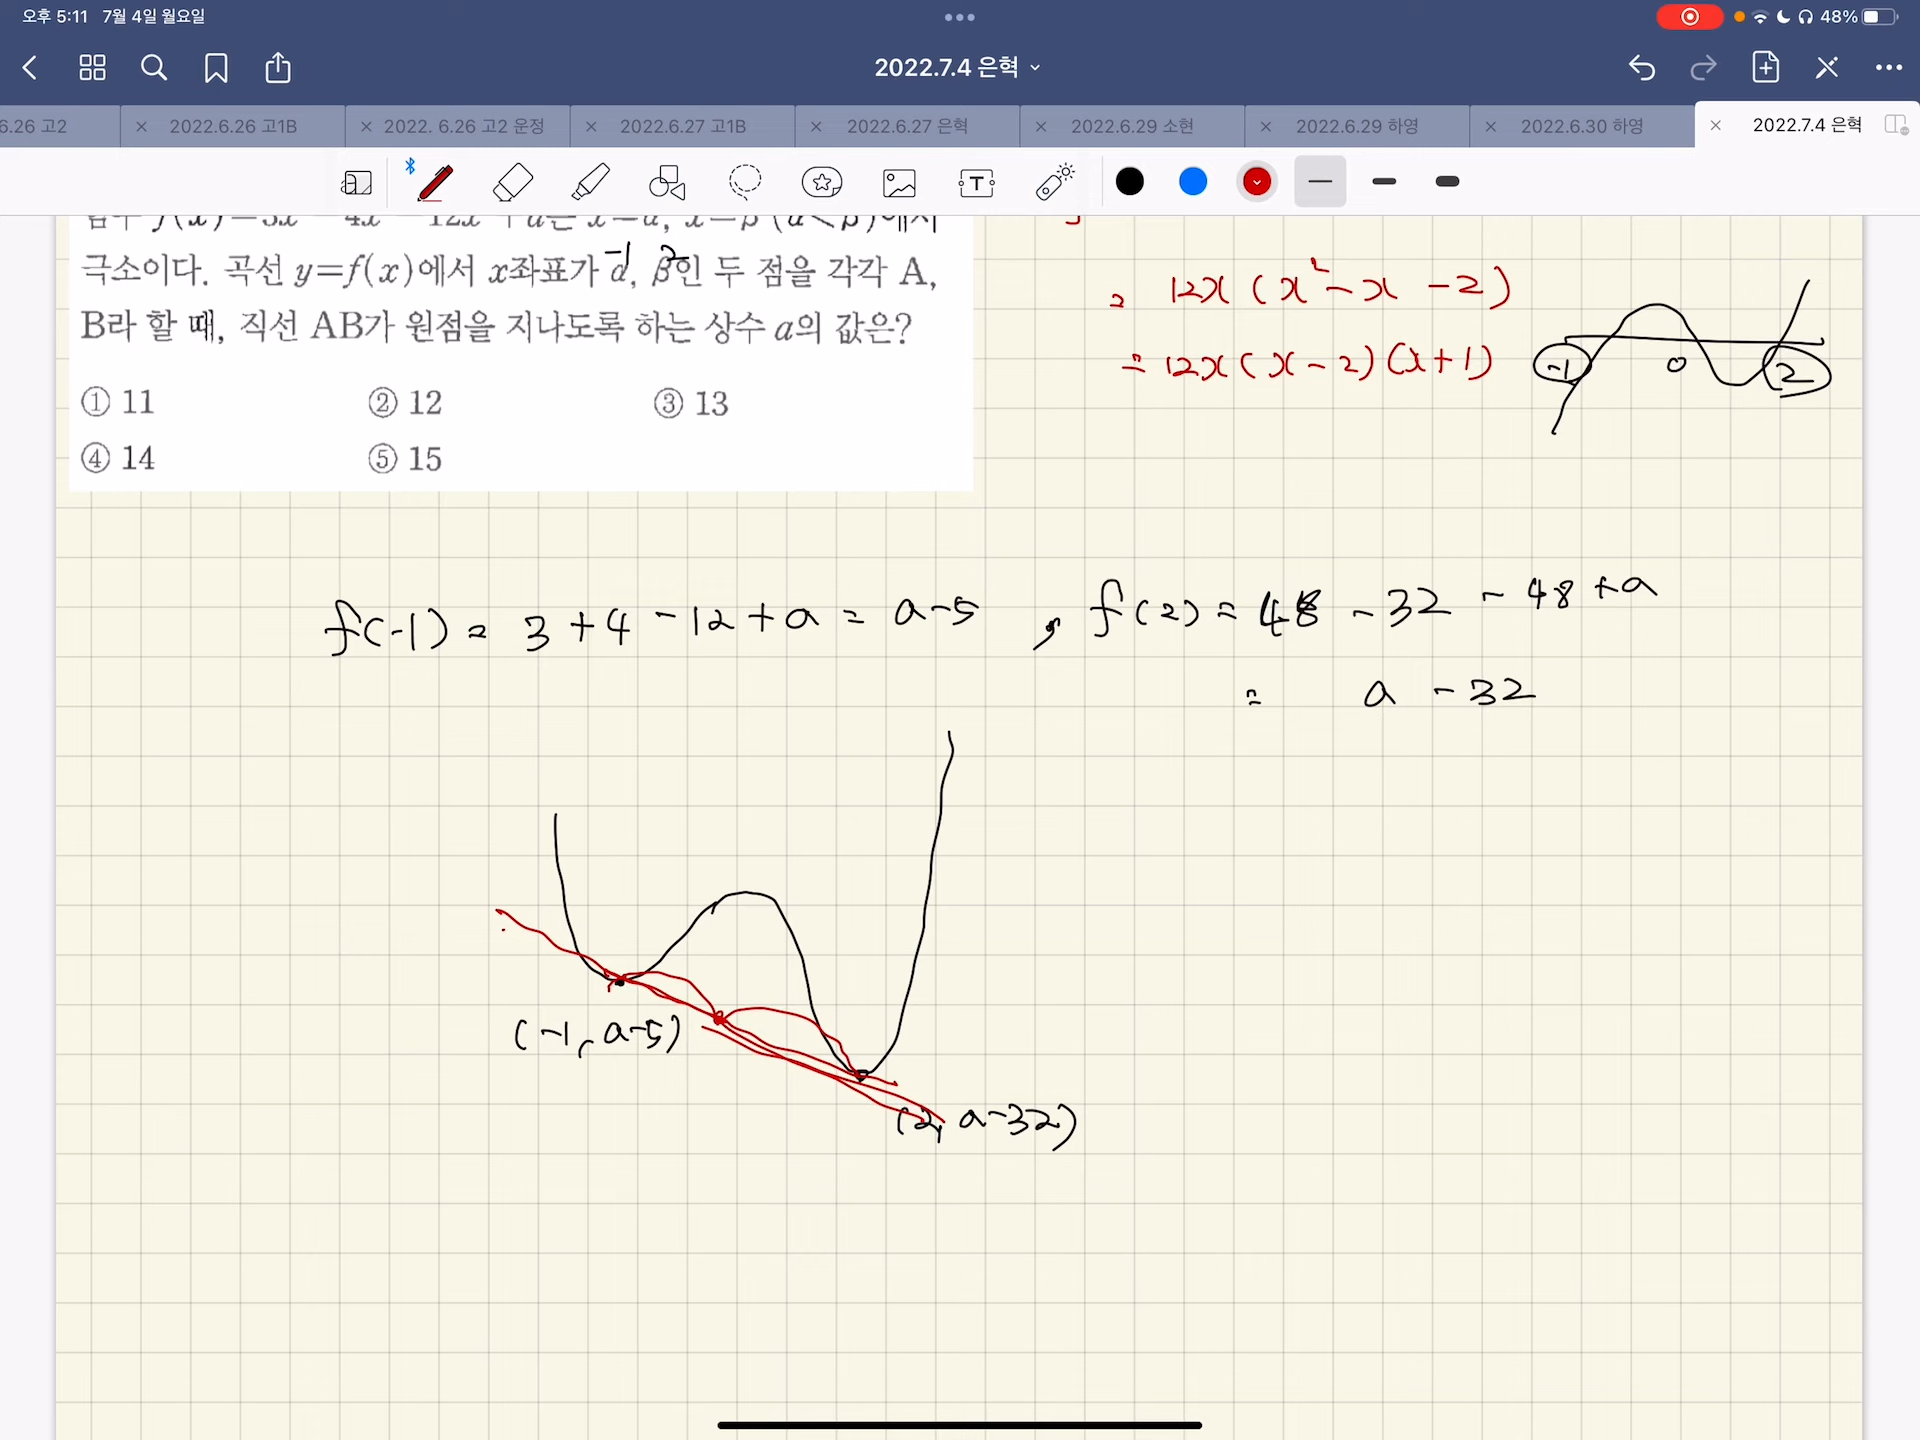 오후 5:11 7월 4일 월요일
48%
2022.7.4 은혁
6.26 고2
2022.6.26 고1B
2022. 6.26 고2 운정
2022.6.27 고1B
2022.6.27 은혁
2022.6.29 소현
2022.6.29 하영
2022.6.30 하영
2022.7.4 은혁
극소이다. 곡선 y=f(x)에서 x좌표가 α, β인 두 점을 각각 A,
-1 2
B라 할 때, 직선 AB가 원점을 지나도록 하는 상수 a의 값은?
① 11 ② 12 ③ 13
④ 14 ⑤ 15
= 12x (x² - x - 2)
= 12x (x - 2)(x + 1)
-1 0 2
f(-1) = 3 + 4 - 12 + a = a - 5 , f(2) = 48 - 32 - 48 + a
= a - 32
(-1, a-5)
(2, a-32)